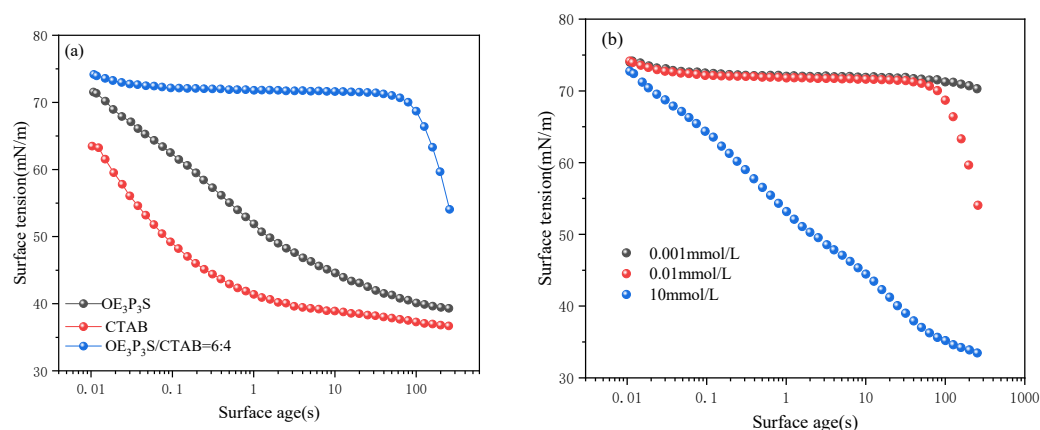 (a)
Surface tension(mN/m)
80
70
60
50
40
30
OE₃P₃S
CTAB
OE₃P₃S/CTAB=6:4
0.01 0.1 1 10 100
Surface age(s)
(b)
Surface tension(mN/m)
80
70
60
50
40
30
0.001mmol/L
0.01mmol/L
10mmol/L
0.01 0.1 1 10 100 1000
Surface age(s)